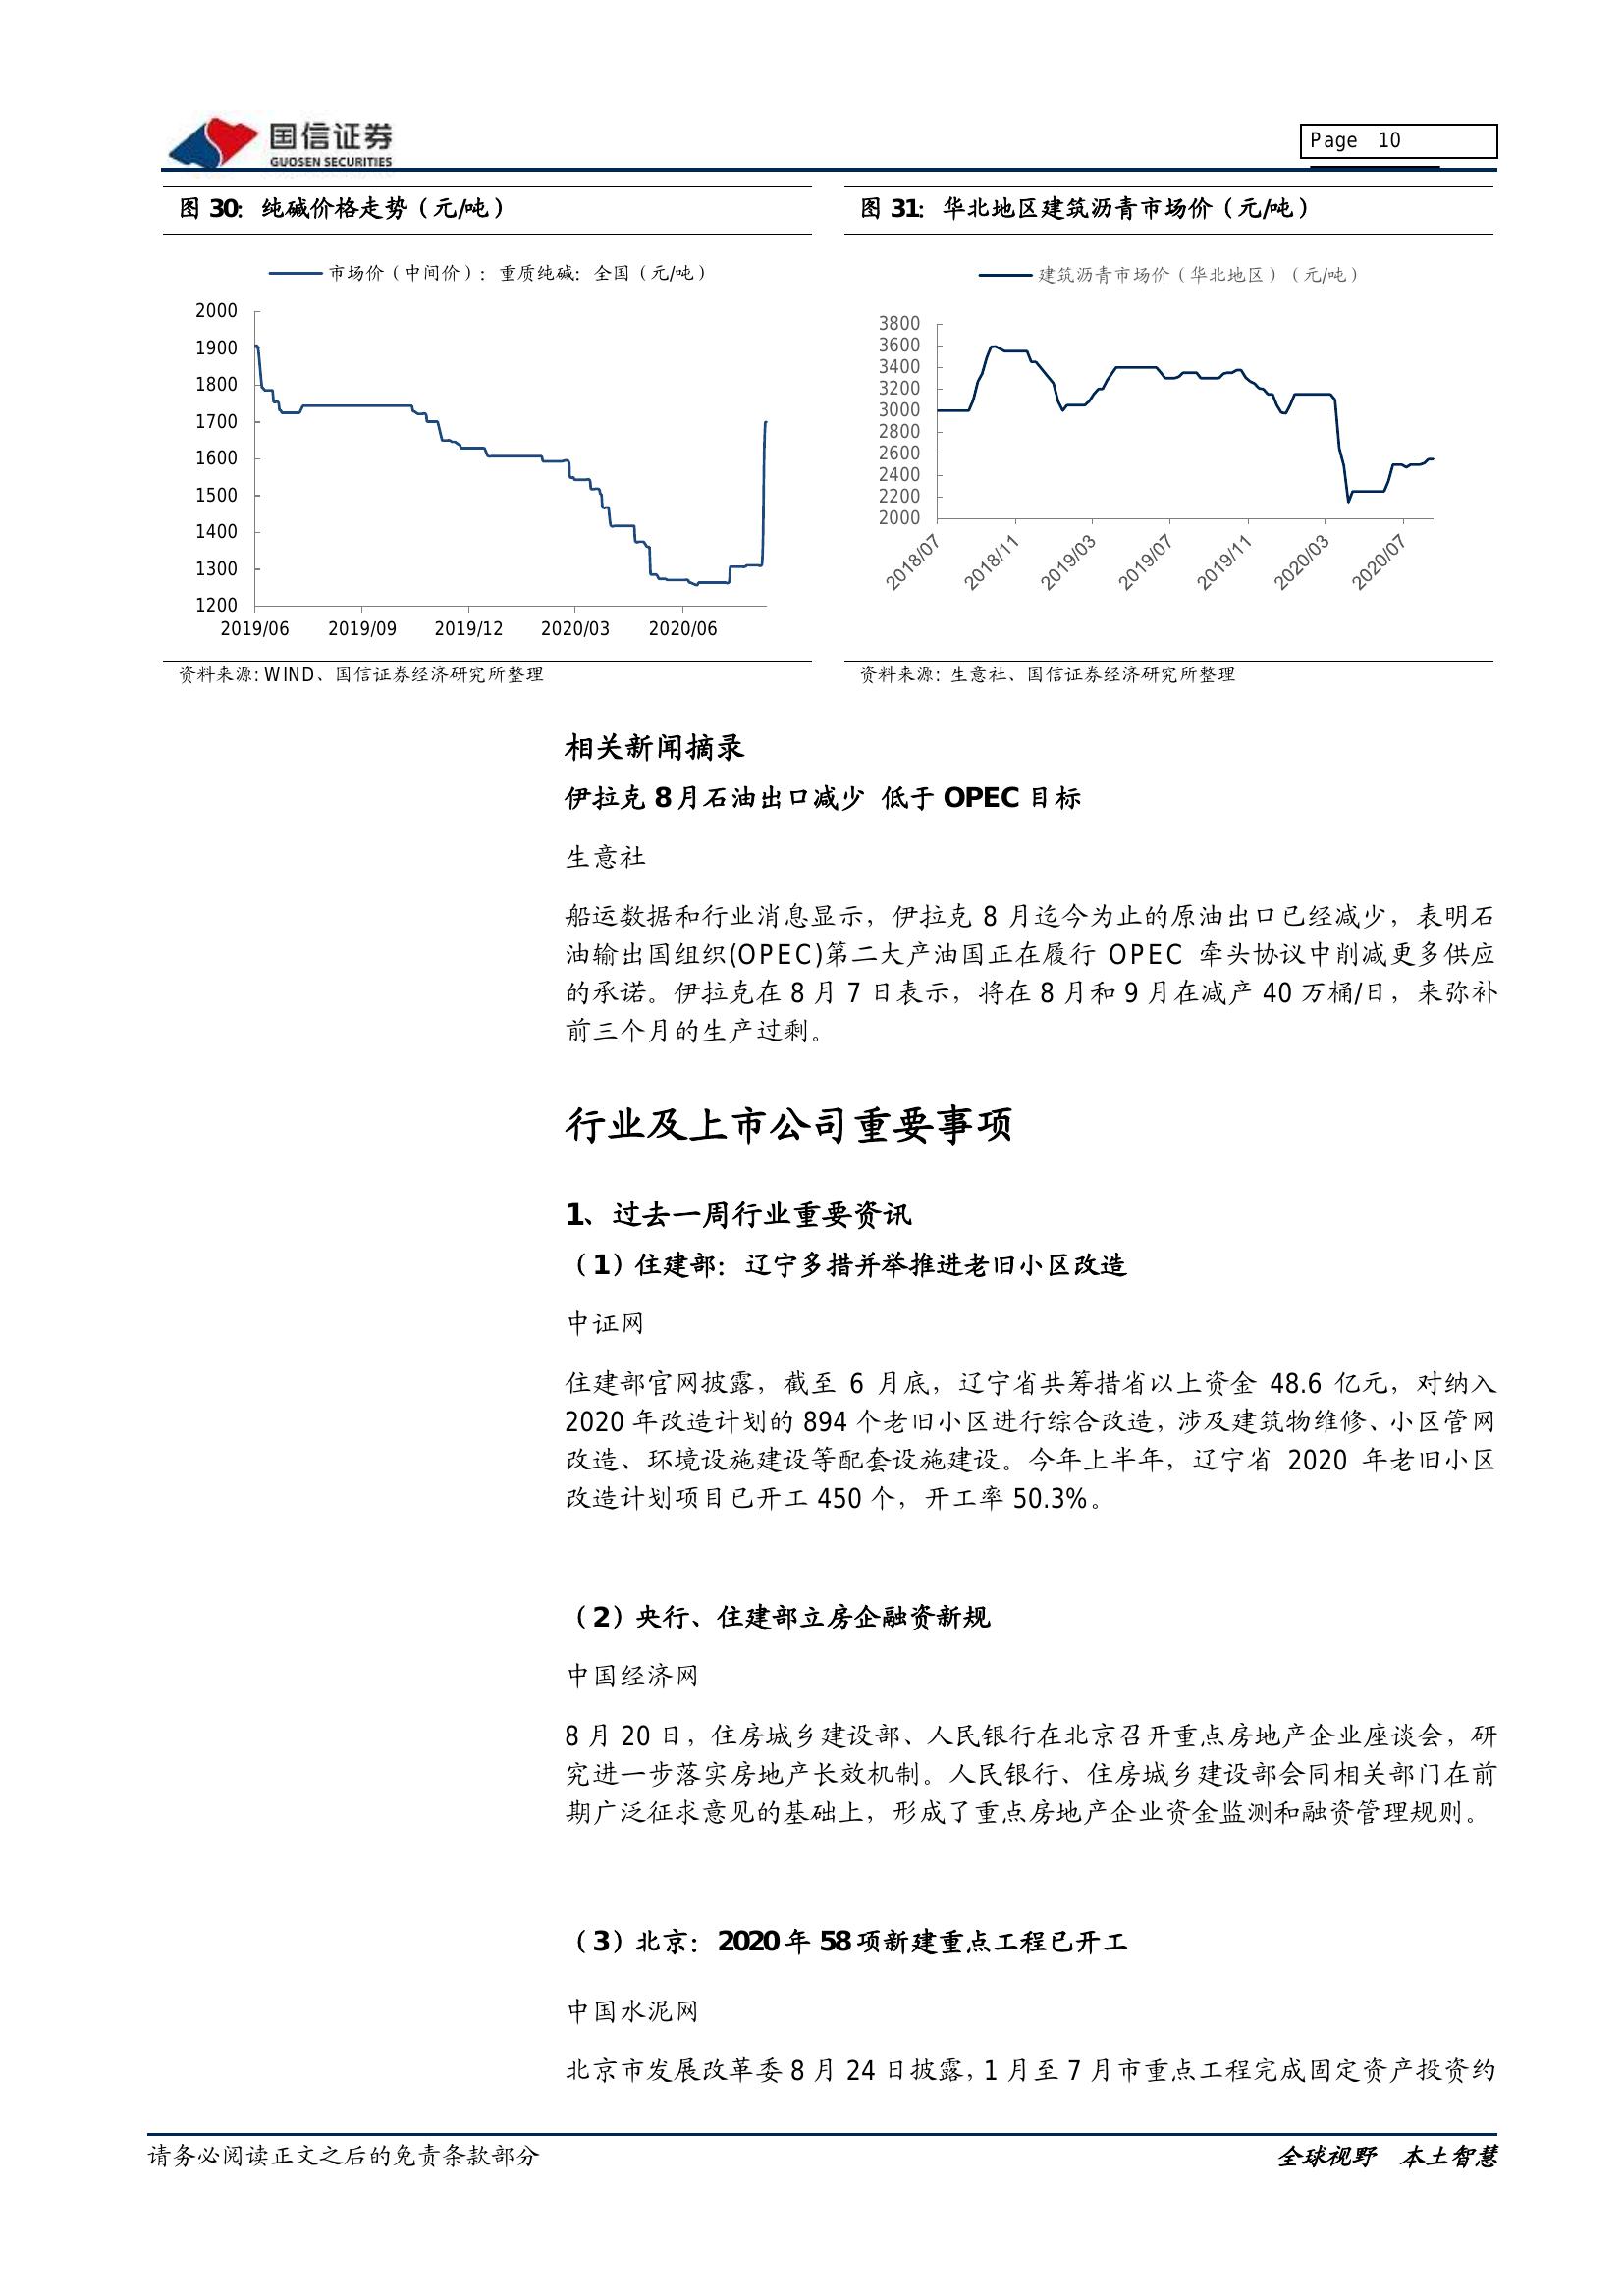 国信证券
GUOSEN SECURITIES
Page 10
图 30：纯碱价格走势（元/吨）
市场价（中间价）：重质纯碱：全国（元/吨）
2000
1900
1800
1700
1600
1500
1400
1300
1200
2019/06 2019/09 2019/12 2020/03 2020/06
资料来源: WIND、国信证券经济研究所整理
图 31：华北地区建筑沥青市场价（元/吨）
建筑沥青市场价（华北地区）（元/吨）
3800
3600
3400
3200
3000
2800
2600
2400
2200
2000
2018/07 2018/11 2019/03 2019/07 2019/11 2020/03 2020/07
资料来源：生意社、国信证券经济研究所整理
相关新闻摘录
伊拉克 8 月石油出口减少 低于 OPEC 目标
生意社
船运数据和行业消息显示，伊拉克 8 月迄今为止的原油出口已经减少，表明石
油输出国组织(OPEC)第二大产油国正在履行 OPEC 牵头协议中削减更多供应
的承诺。伊拉克在 8 月 7 日表示，将在 8 月和 9 月在减产 40 万桶/日，来弥补
前三个月的生产过剩。
行业及上市公司重要事项
1、过去一周行业重要资讯
（1）住建部：辽宁多措并举推进老旧小区改造
中证网
住建部官网披露，截至 6 月底，辽宁省共筹措省以上资金 48.6 亿元，对纳入
2020 年改造计划的 894 个老旧小区进行综合改造，涉及建筑物维修、小区管网
改造、环境设施建设等配套设施建设。今年上半年，辽宁省 2020 年老旧小区
改造计划项目已开工 450 个，开工率 50.3%。
（2）央行、住建部立房企融资新规
中国经济网
8 月 20 日，住房城乡建设部、人民银行在北京召开重点房地产企业座谈会，研
究进一步落实房地产长效机制。人民银行、住房城乡建设部会同相关部门在前
期广泛征求意见的基础上，形成了重点房地产企业资金监测和融资管理规则。
（3）北京：2020 年 58 项新建重点工程已开工
中国水泥网
北京市发展改革委 8 月 24 日披露，1 月至 7 月市重点工程完成固定资产投资约
请务必阅读正文之后的免责条款部分
全球视野 本土智慧